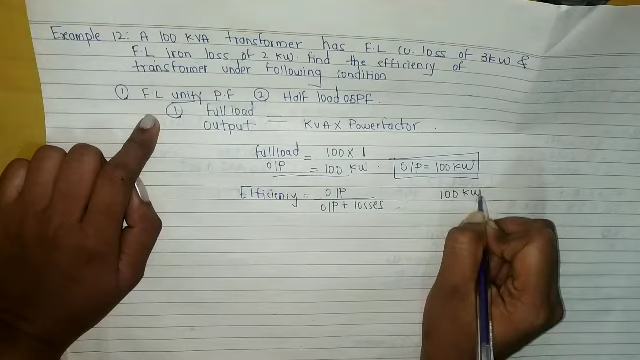 Example 12: A 100 KVA transformer has F.L cu. loss of 3kW &
F.L iron loss of 2 kW find the efficiency of
transformer under following condition
① F.L unity P.F ② Half load 0.8PF.
① full load output = KVA X Powerfactor.
full load O/P = 100 X 1
= 100 kW. O/P = 100 kW
Efficiency = O/P / O/P + losses 100 kW